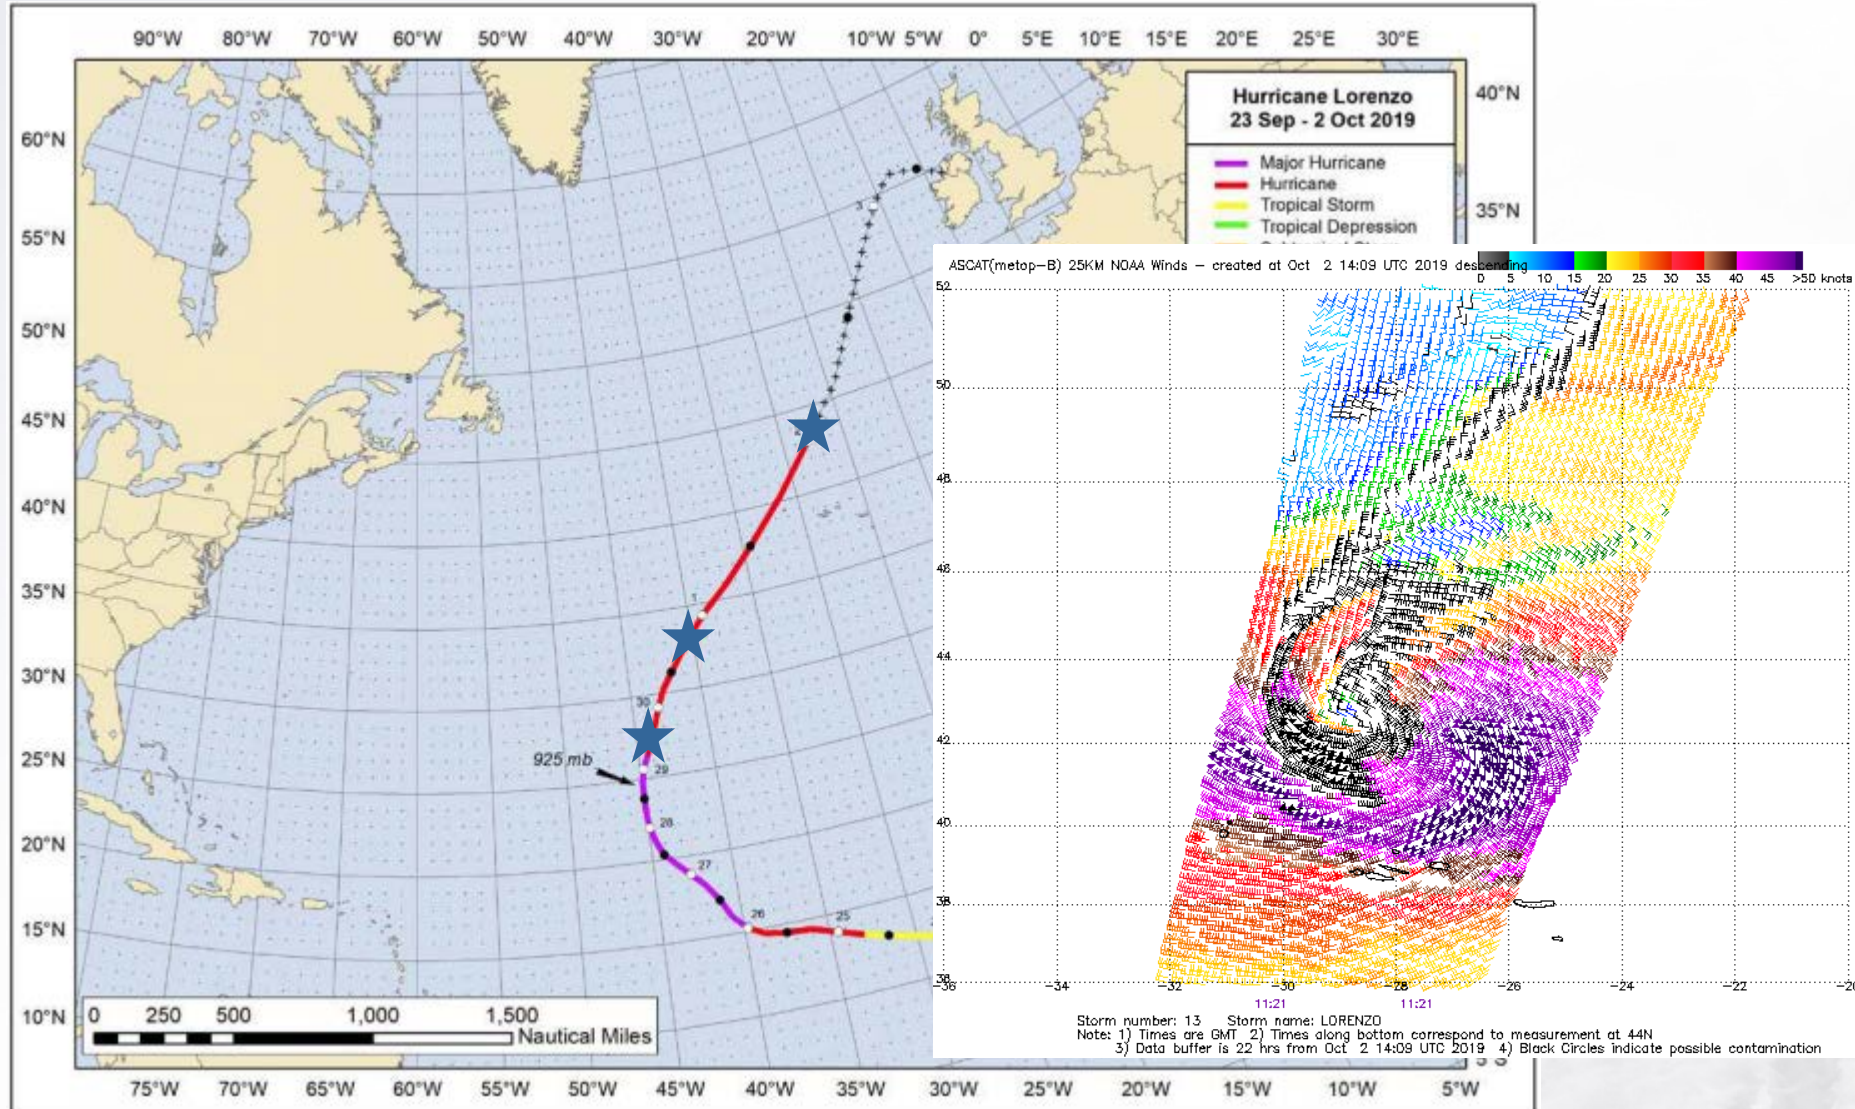 90°W 80°W 70°W 60°W 50°W 40°W 30°W 20°W 10°W 5°W 0° 5°E 10°E 15°E 20°E 25°E 30°E
40°N
35°N
60°N
55°N
50°N
45°N
40°N
35°N
30°N
25°N
20°N
15°N
10°N
Hurricane Lorenzo
23 Sep - 2 Oct 2019
Major Hurricane
Hurricane
Tropical Storm
Tropical Depression
3
1
30
925 mb
29
28
27
26
25
0 250 500 1,000 1,500
Nautical Miles
75°W 70°W 65°W 60°W 55°W 50°W 45°W 40°W 35°W 30°W 25°W 20°W 15°W 10°W 5°W
ASCAT(metop-B) 25KM NOAA Winds – created at Oct 2 14:09 UTC 2019 descending
0 5 10 15 20 25 30 35 40 45 >50 knots
52
50
48
46
44
42
40
38
-36 -34 -32 -30 -28 -26 -24 -22
11:21 11:21
Storm number: 13 Storm name: LORENZO
Note: 1) Times are GMT 2) Times along bottom correspond to measurement at 44N
3) Data buffer is 22 hrs from Oct 2 14:09 UTC 2019 4) Black Circles indicate possible contamination